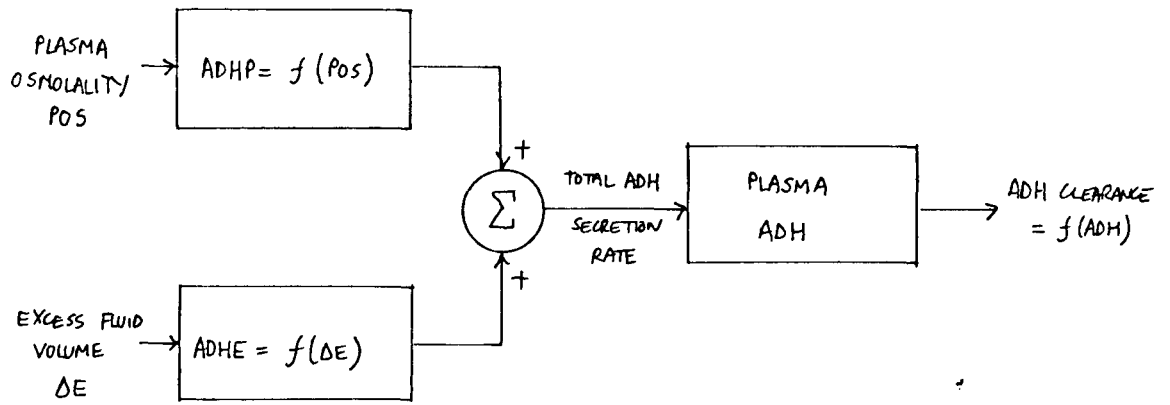 PLASMA
OSMOLALITY
POS
ADHP = f (POS)
+
Σ
+
EXCESS FLUID
VOLUME
ΔE
ADHE = f (ΔE)
TOTAL ADH
SECRETION
RATE
PLASMA
ADH
ADH CLEARANCE
= f (ADH)